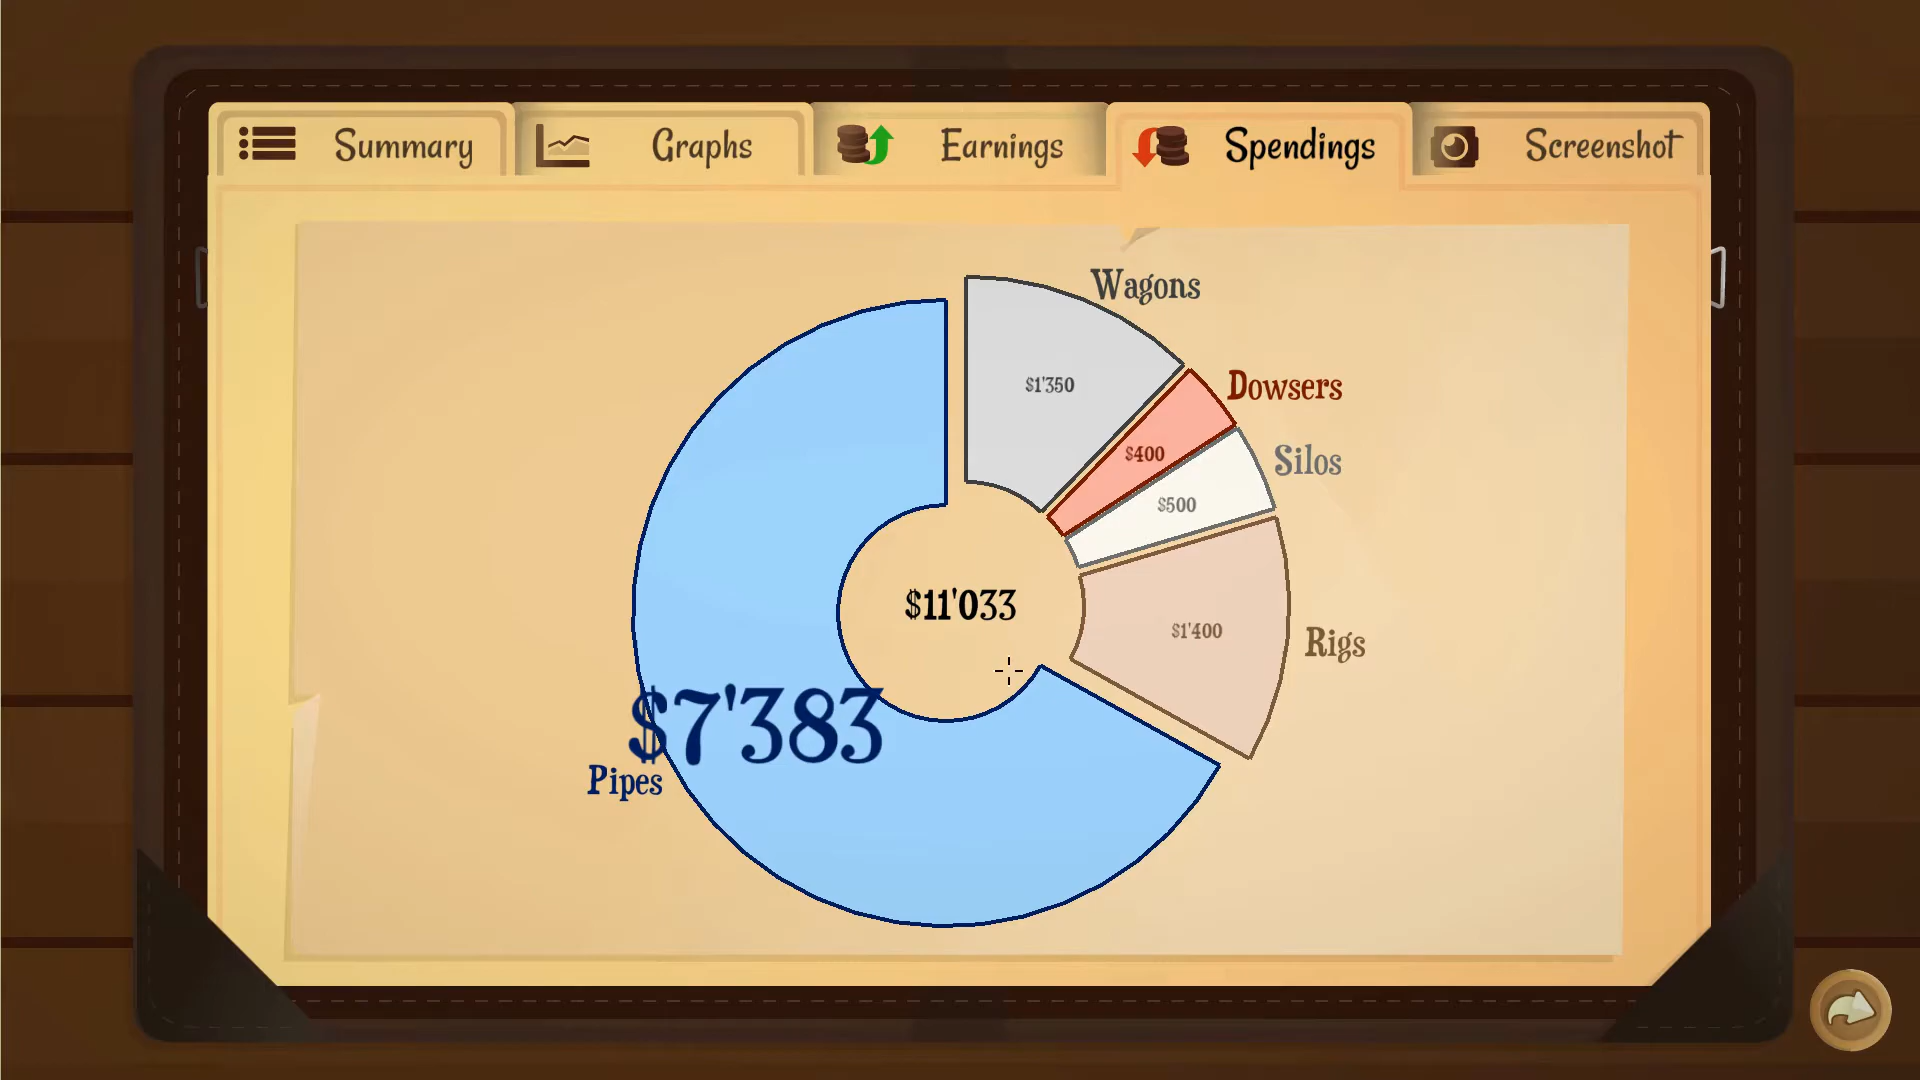 Summary
Graphs
Earnings
Spendings
Screenshot
Wagons
$1'350
Dowsers
$400
Silos
$500
$11'033
$1'400
Rigs
$7'383
Pipes